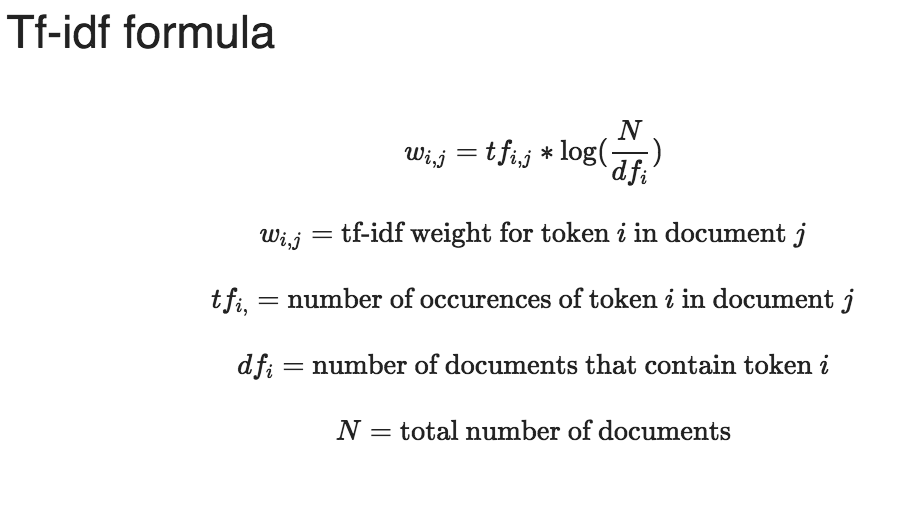 Tf-idf formula
w_{i,j} = tf_{i,j} * log(N/df_i)
w_{i,j} = tf-idf weight for token i in document j
tf_{i,} = number of occurences of token i in document j
df_i = number of documents that contain token i
N = total number of documents